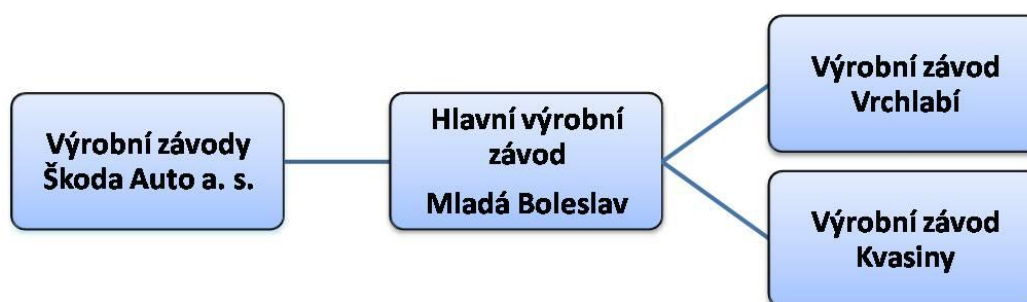 Výrobní závody
Škoda Auto a. s.
Hlavní výrobní
závod
Mladá Boleslav
Výrobní závod
Vrchlabí
Výrobní závod
Kvasiny